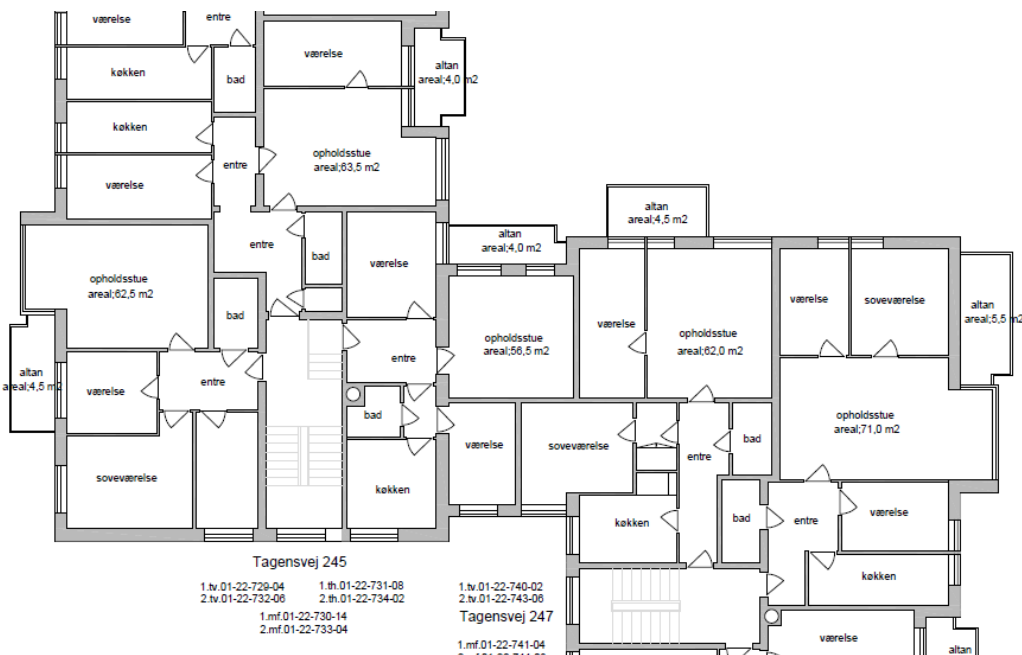 værelse
entre
køkken
bad
værelse
altan
areal;4,0 m2
køkken
entre
opholdsstue
areal;63,5 m2
værelse
altan
areal;4,5 m2
entre
bad
værelse
altan
areal;4,0 m2
opholdsstue
areal;62,5 m2
værelse
soveværelse
altan
areal;5,5 m2
bad
værelse
opholdsstue
areal;62,0 m2
opholdsstue
areal;56,5 m2
entre
altan
areal;4,5 m2
værelse
entre
bad
opholdsstue
areal;71,0 m2
værelse
soveværelse
bad
entre
soveværelse
køkken
køkken
bad
entre
værelse
køkken
Tagensvej 245
1.tv.01-22-729-04
2.tv.01-22-732-06
1.th.01-22-731-08
2.th.01-22-734-02
1.mf.01-22-730-14
2.mf.01-22-733-04
1.tv.01-22-740-02
2.tv.01-22-743-06
Tagensvej 247
1.mf.01-22-741-04
værelse
altan